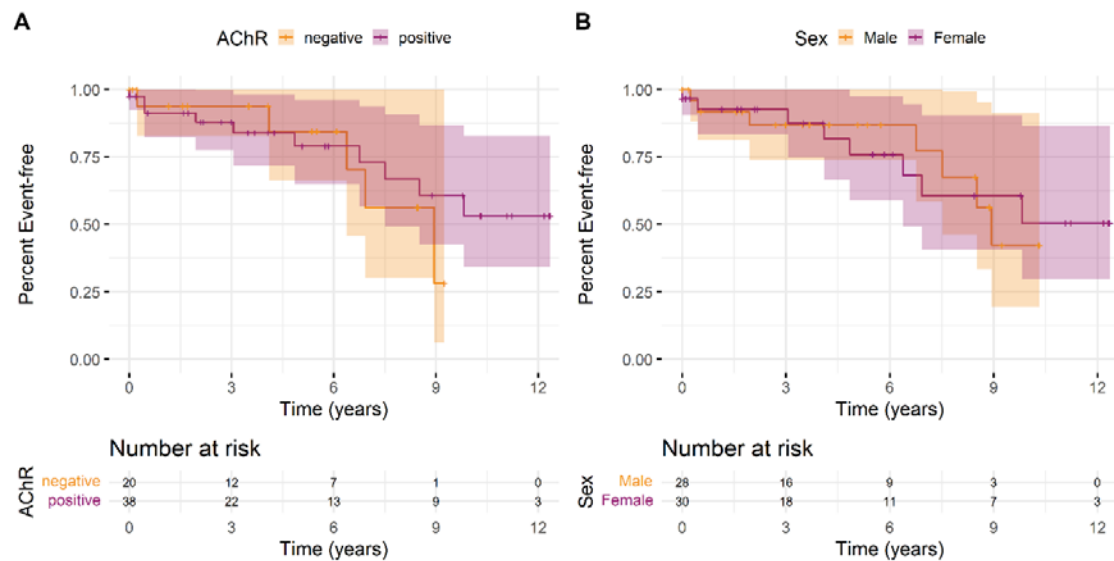 A
AChR negative positive
Percent Event-free
1.00
0.75
0.50
0.25
0.00
0 3 6 9 12
Time (years)
Number at risk
AChR
negative 20 12 7 1 0
positive 38 22 13 9 3
0 3 6 9 12
Time (years)
B
Sex Male Female
Percent Event-free
1.00
0.75
0.50
0.25
0.00
0 3 6 9 12
Time (years)
Number at risk
Sex
Male 28 16 9 3 0
Female 30 18 11 7 3
0 3 6 9 12
Time (years)